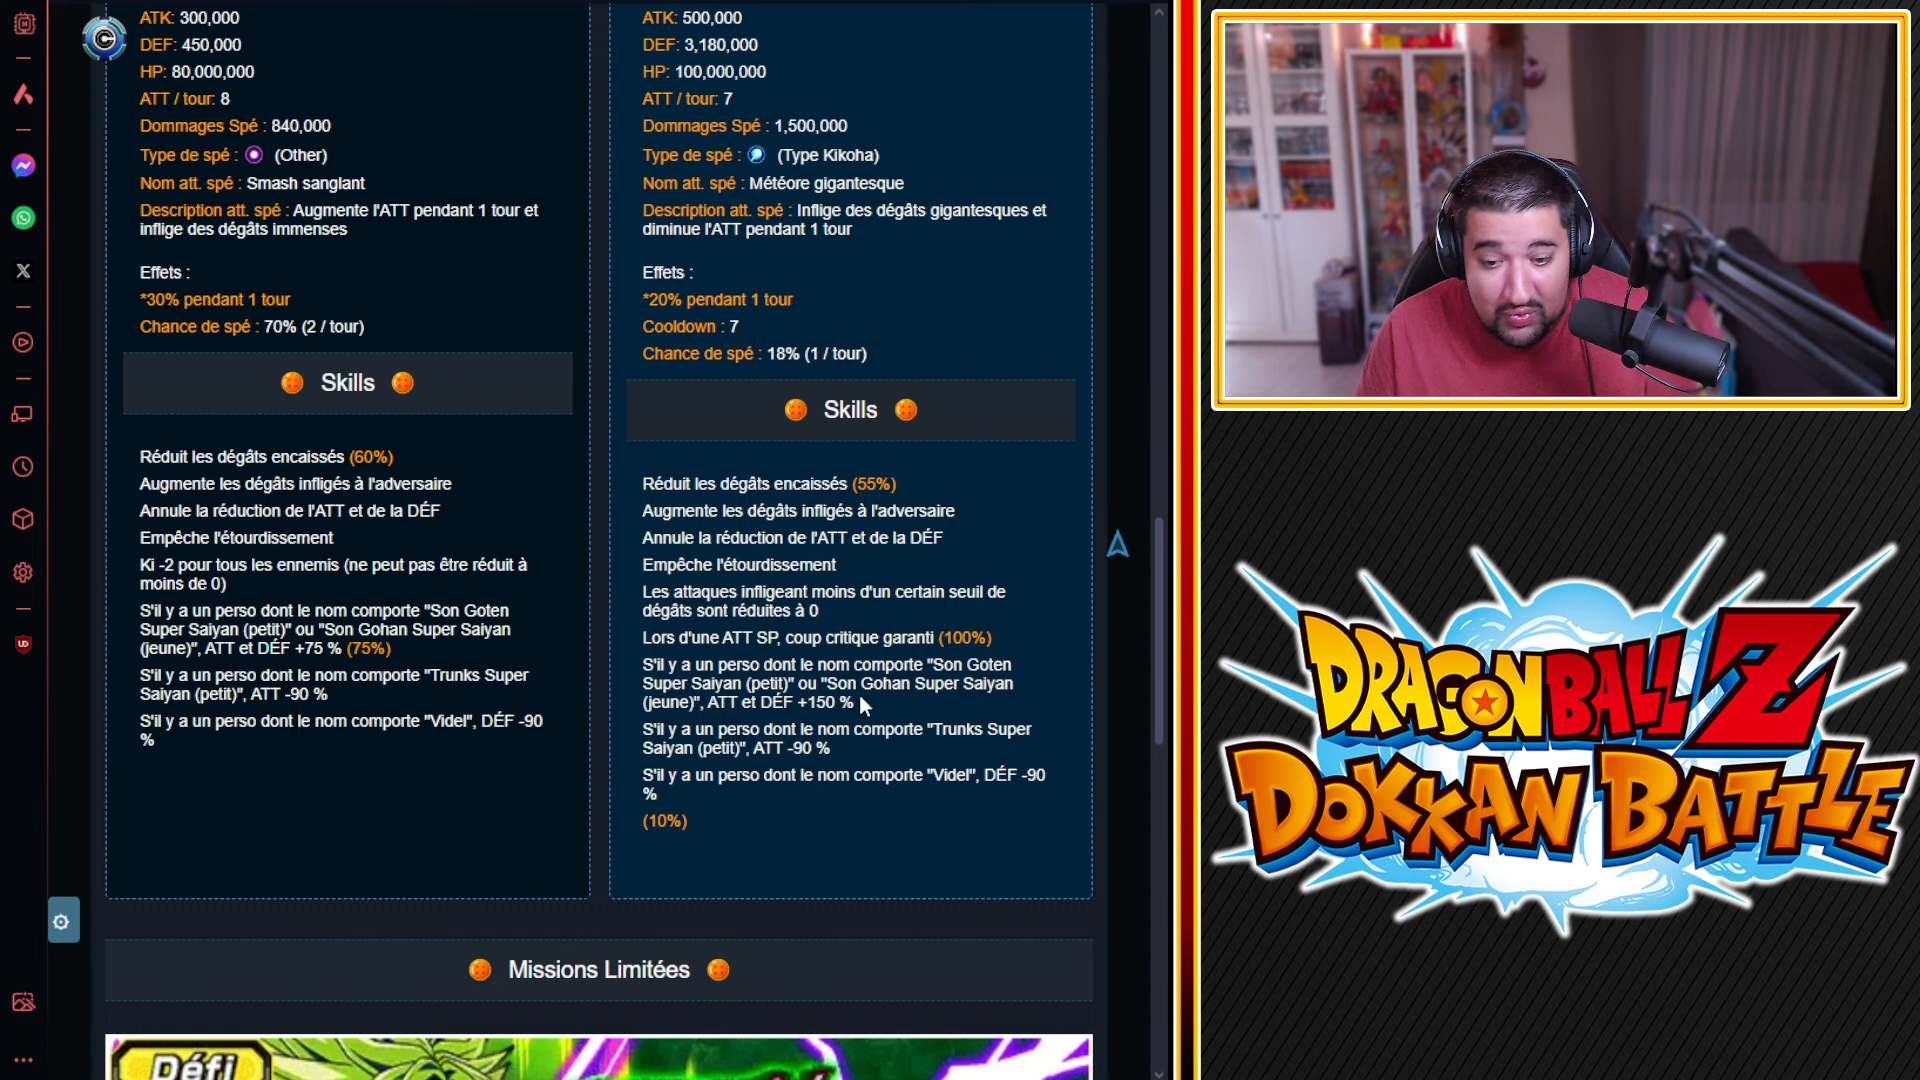 ATK: 300,000
DEF: 450,000
HP: 80,000,000
ATT / tour: 8
Dommages Spé : 840,000
Type de spé : (Other)
Nom att. spé : Smash sanglant
Description att. spé : Augmente l'ATT pendant 1 tour et
inflige des dégâts immenses
Effets :
*30% pendant 1 tour
Chance de spé : 70% (2 / tour)
Skills
Réduit les dégâts encaissés (60%)
Augmente les dégâts infligés à l'adversaire
Annule la réduction de l'ATT et de la DÉF
Empêche l'étourdissement
Ki -2 pour tous les ennemis (ne peut pas être réduit à
moins de 0)
S'il y a un perso dont le nom comporte "Son Goten
Super Saiyan (petit)" ou "Son Gohan Super Saiyan
(jeune)", ATT et DÉF +75 % (75%)
S'il y a un perso dont le nom comporte "Trunks Super
Saiyan (petit)", ATT -90 %
S'il y a un perso dont le nom comporte "Videl", DÉF -90
%
ATK: 500,000
DEF: 3,180,000
HP: 100,000,000
ATT / tour: 7
Dommages Spé : 1,500,000
Type de spé : (Type Kikoha)
Nom att. spé : Météore gigantesque
Description att. spé : Inflige des dégâts gigantesques et
diminue l'ATT pendant 1 tour
Effets :
*20% pendant 1 tour
Cooldown : 7
Chance de spé : 18% (1 / tour)
Skills
Réduit les dégâts encaissés (55%)
Augmente les dégâts infligés à l'adversaire
Annule la réduction de l'ATT et de la DÉF
Empêche l'étourdissement
Les attaques infligeant moins d'un certain seuil de
dégâts sont réduites à 0
Lors d'une ATT SP, coup critique garanti (100%)
S'il y a un perso dont le nom comporte "Son Goten
Super Saiyan (petit)" ou "Son Gohan Super Saiyan
(jeune)", ATT et DÉF +150 %
S'il y a un perso dont le nom comporte "Trunks Super
Saiyan (petit)", ATT -90 %
S'il y a un perso dont le nom comporte "Videl", DÉF -90
%
(10%)
Missions Limitées
Défi
DRAGON BALL Z
DOKKAN BATTLE